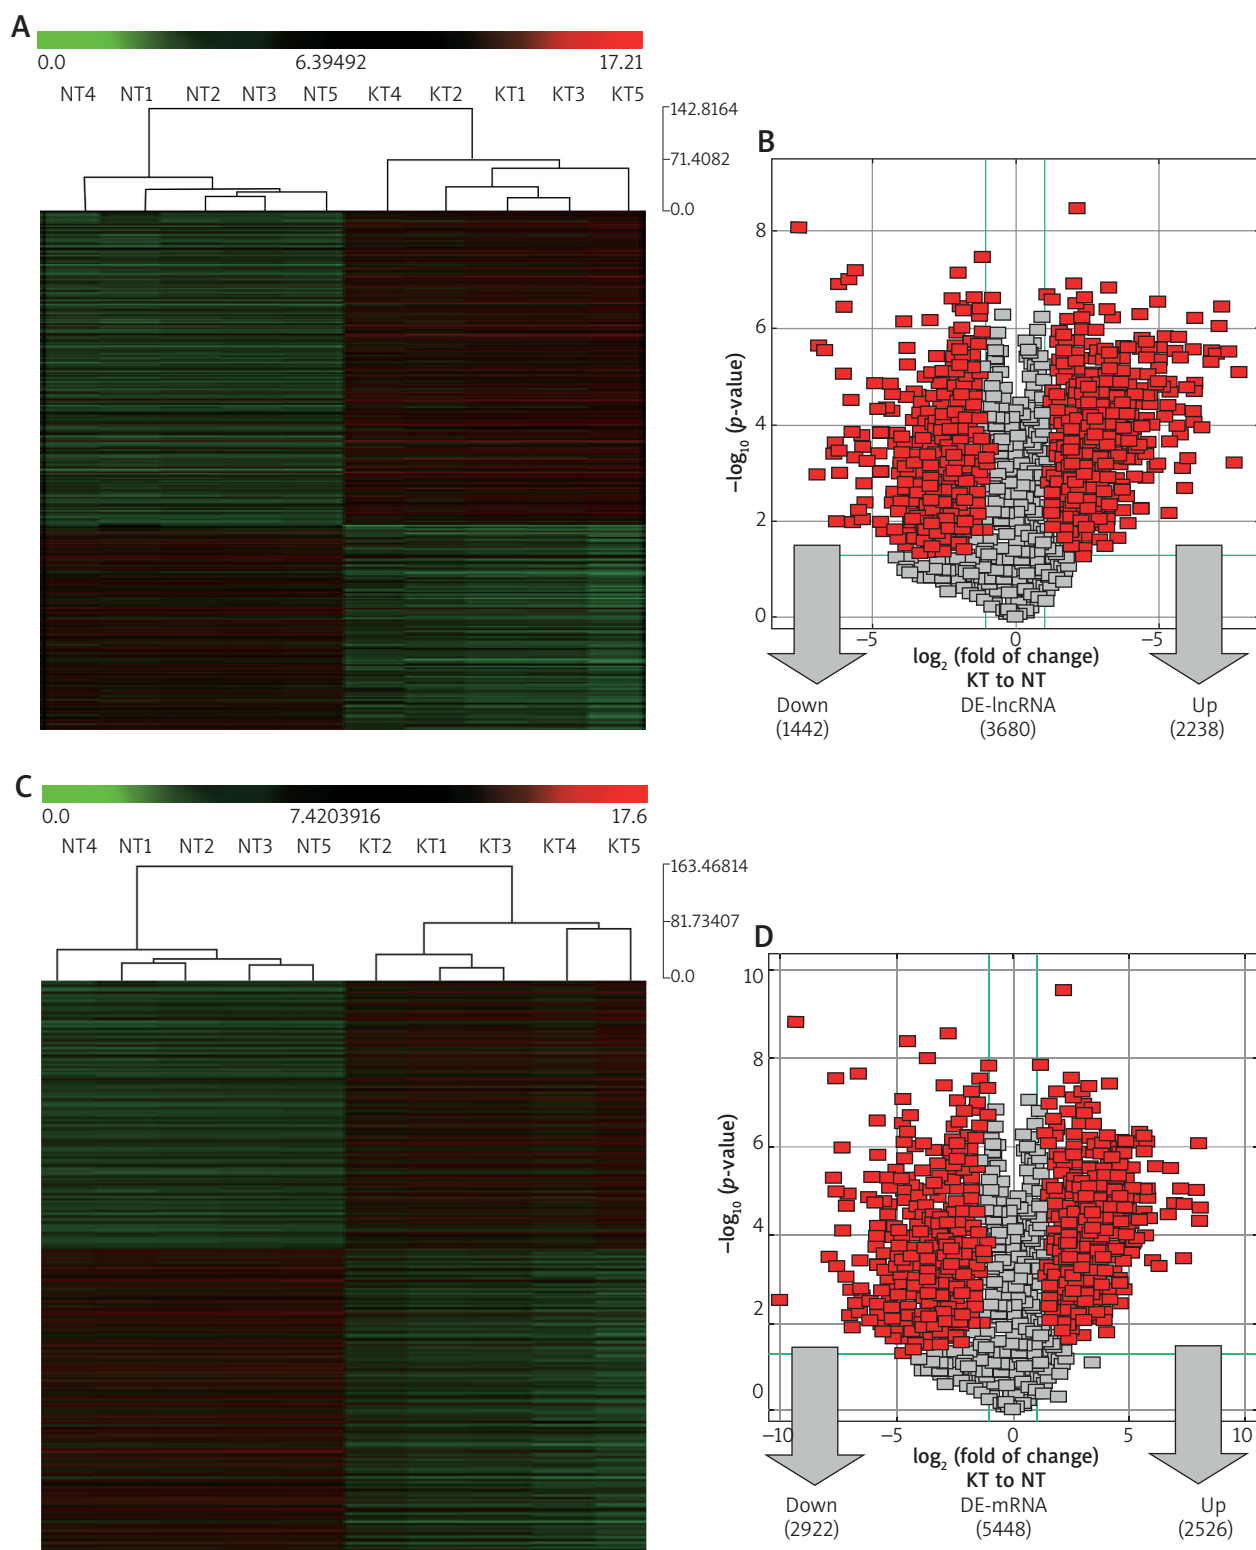 A
0.0 6.39492 17.21
NT4 NT1 NT2 NT3 NT5 KT4 KT2 KT1 KT3 KT5
142.8164
71.4082
0.0
B
8
6
4
2
0
–log₁₀ (p-value)
–5 0 –5
log₂ (fold of change)
KT to NT
Down DE-lncRNA Up
(1442) (3680) (2238)
C
0.0 7.4203916 17.6
NT4 NT1 NT2 NT3 NT5 KT2 KT1 KT3 KT4 KT5
163.46814
81.73407
0.0
D
10
8
6
4
2
0
–log₁₀ (p-value)
–10 –5 0 5 10
log₂ (fold of change)
KT to NT
Down DE-mRNA Up
(2922) (5448) (2526)